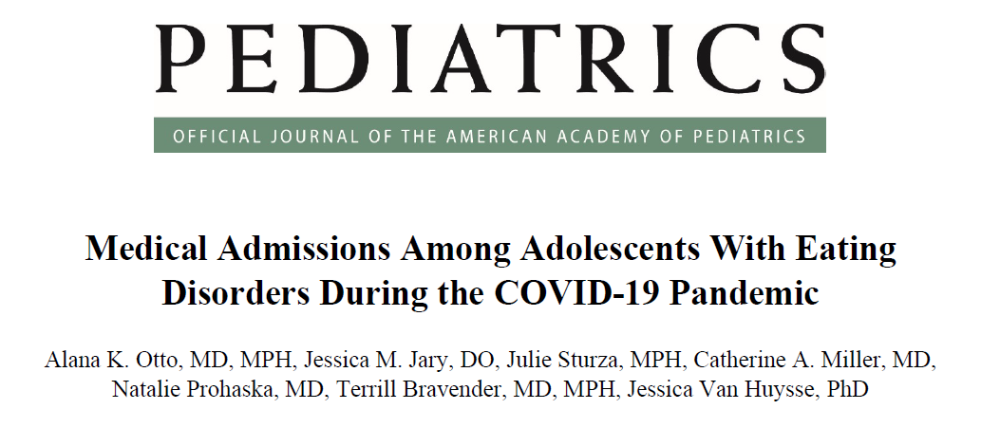 PEDIATRICS
OFFICIAL JOURNAL OF THE AMERICAN ACADEMY OF PEDIATRICS
Medical Admissions Among Adolescents With Eating
Disorders During the COVID-19 Pandemic
Alana K. Otto, MD, MPH, Jessica M. Jary, DO, Julie Sturza, MPH, Catherine A. Miller, MD,
Natalie Prohaska, MD, Terrill Bravender, MD, MPH, Jessica Van Huysse, PhD